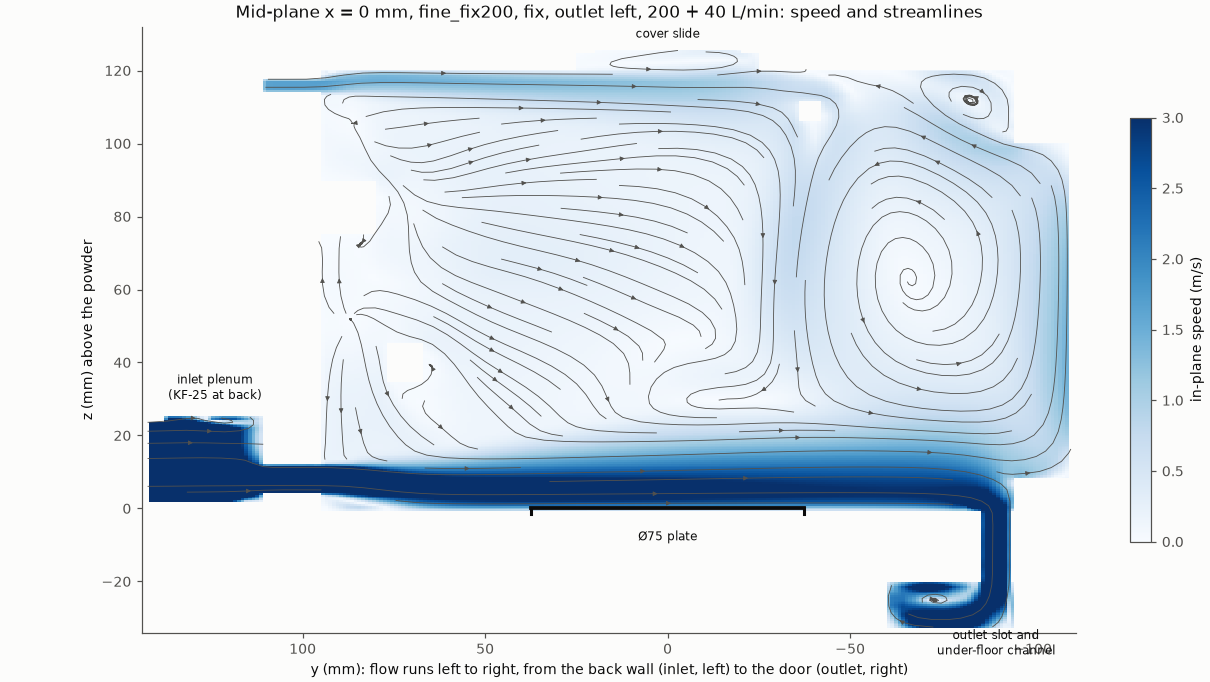 Mid-plane x = 0 mm, fine_fix200, fix, outlet left, 200 + 40 L/min: speed and streamlines
cover slide
120
100
80
60
40
20
0
−20
z (mm) above the powder
inlet plenum
(KF-25 at back)
Ø75 plate
outlet slot and
under-floor channel
100
50
0
−50
−100
y (mm): flow runs left to right, from the back wall (inlet, left) to the door (outlet, right)
3.0
2.5
2.0
1.5
1.0
0.5
0.0
in-plane speed (m/s)